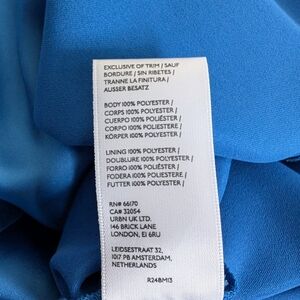 EXCLUSIVE OF TRIM / SAUF
BORDURE / SIN RIBETES /
TRANNE LA FINITURA /
AUSSER BESATZ
BODY 100% POLYESTER /
CORPS 100% POLYESTER /
CUERPO 100% POLIÉSTER /
CORPO 100% POLIESTERE /
KÖRPER 100% POLYESTER
LINING 100% POLYESTER /
DOUBLURE 100% POLYESTER /
FORRO 100% POLIÉSTER /
FODERA 100% POLIESTERE /
FUTTER 100% POLYESTER
RN# 66170
CA# 32054
URBN UK LTD.
146 BRICK LANE
LONDON, E1 6RU
LEIDSESTRAAT 32,
1017 PB AMSTERDAM,
NETHERLANDS
R248M13